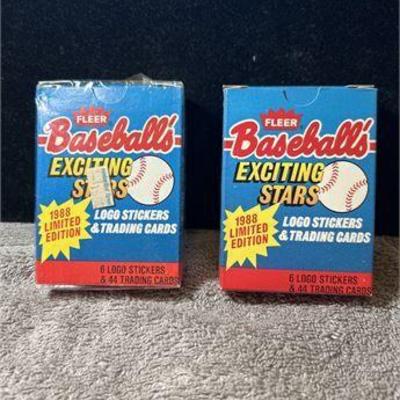 FLEER
Baseball's
EXCITING
STARS
1988
LIMITED
EDITION
LOGO STICKERS
& TRADING CARDS
6 LOGO STICKERS
& 44 TRADING CARDS
FLEER
Baseball's
EXCITING
STARS
1988
LIMITED
EDITION
LOGO STICKERS
& TRADING CARDS
6 LOGO STICKERS
& 44 TRADING CARDS